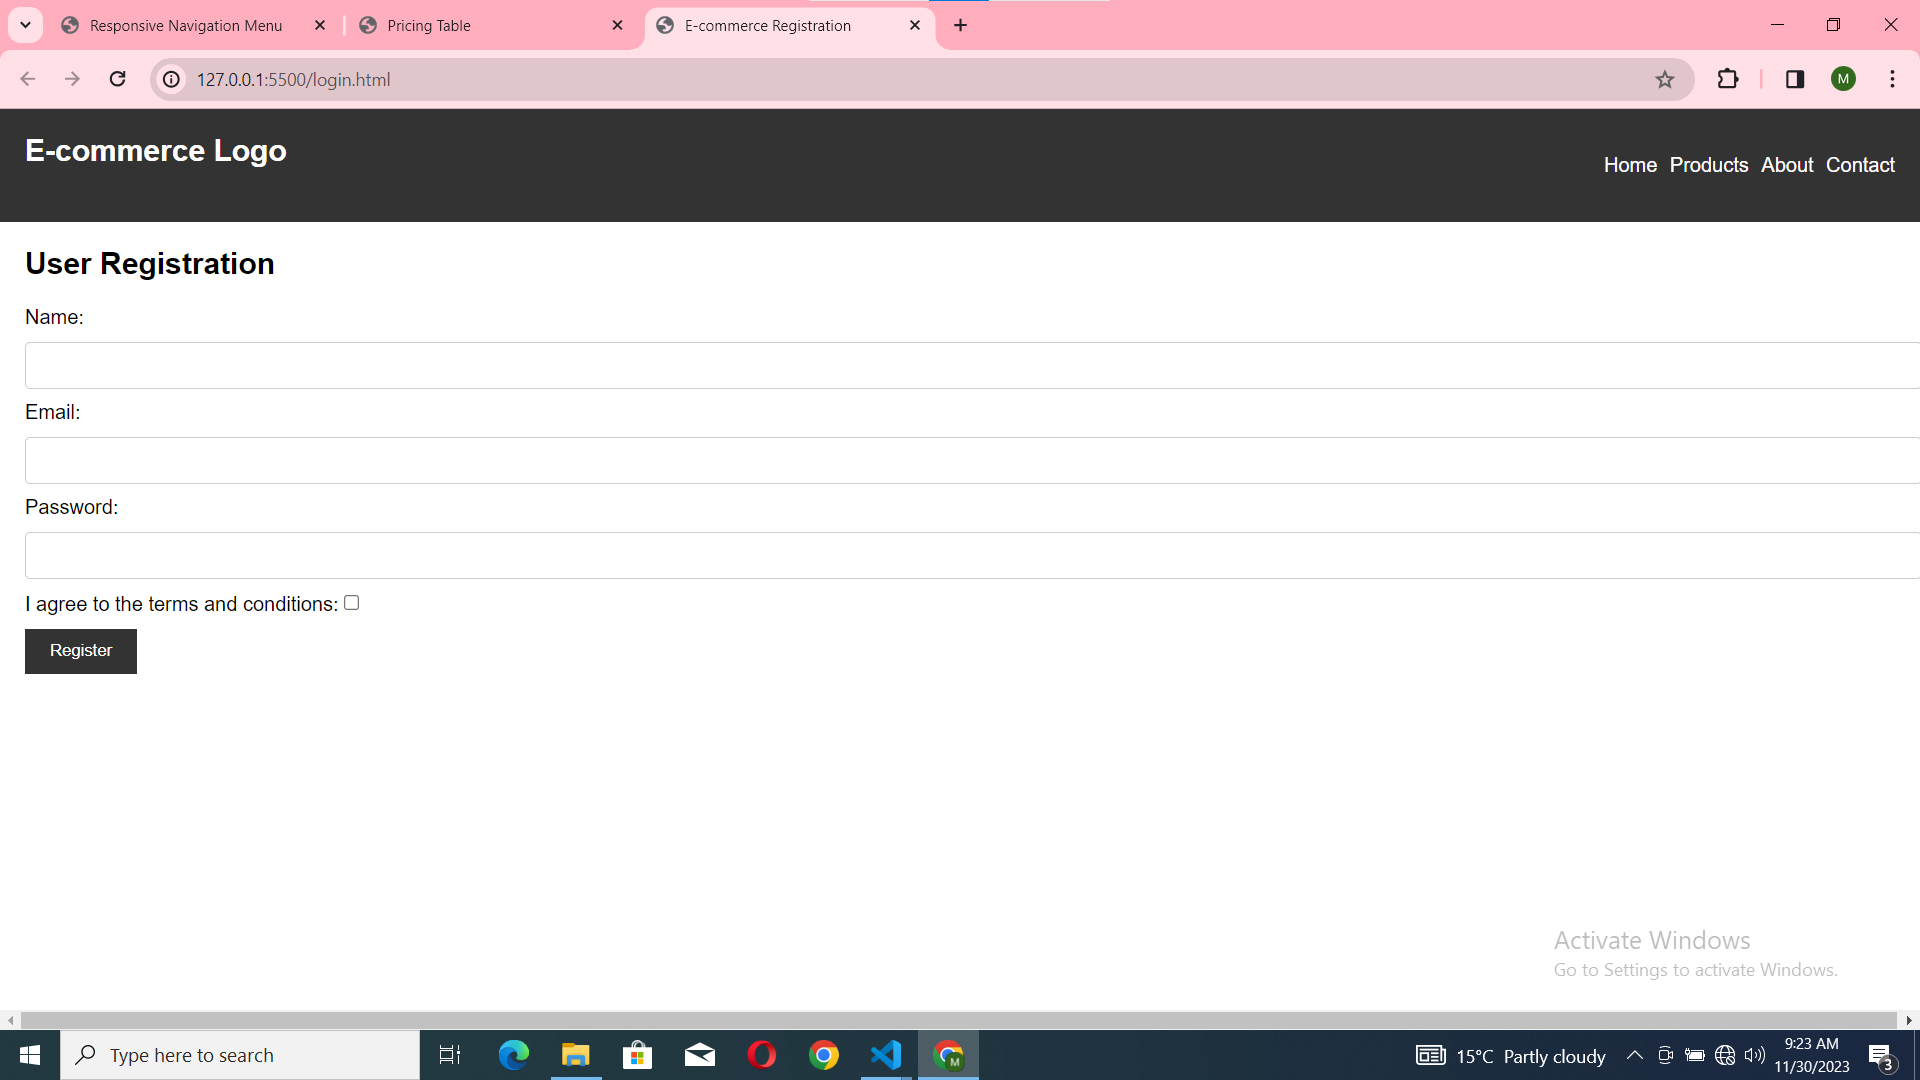 Responsive Navigation Menu
Pricing Table
E-commerce Registration
127.0.0.1:5500/login.html
M
E-commerce Logo
Home Products About Contact
User Registration
Name:
Email:
Password:
I agree to the terms and conditions:
Register
Activate Windows
Go to Settings to activate Windows.
Type here to search
M
15°C Partly cloudy
9:23 AM
11/30/2023
3